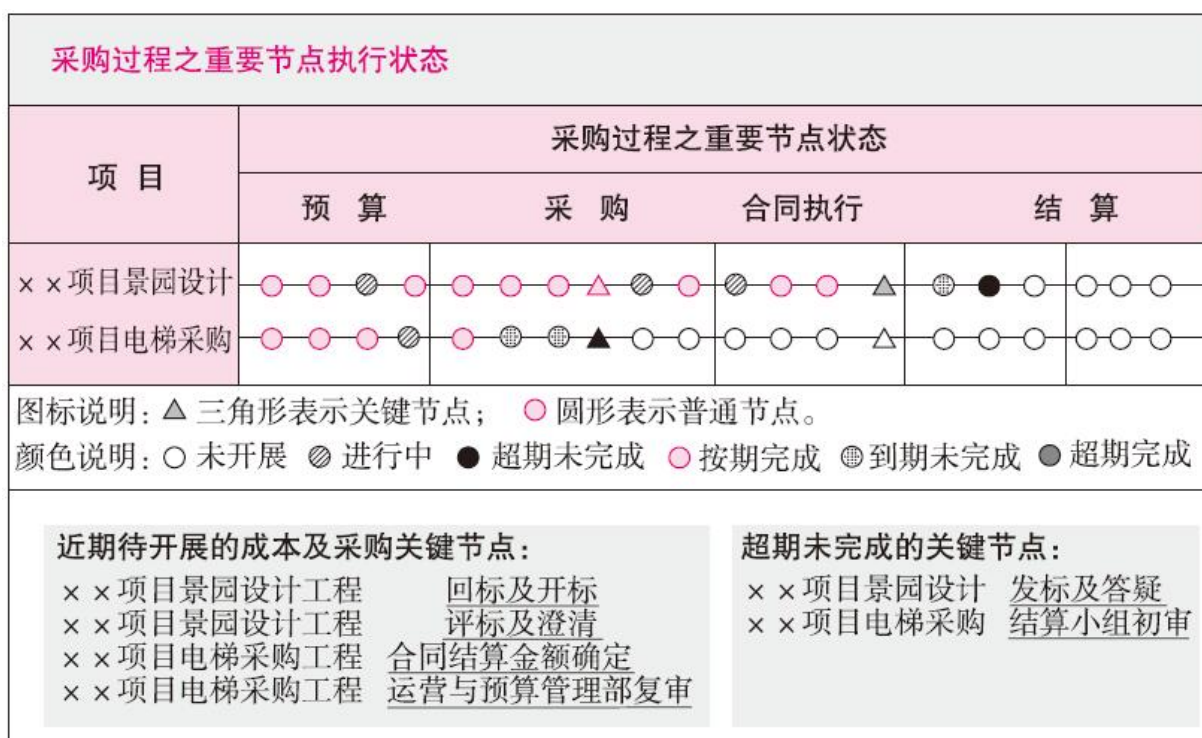 采购过程之重要节点执行状态
项 目
采购过程之重要节点状态
预 算
采 购
合同执行
结 算
××项目景园设计
××项目电梯采购
图标说明：三角形表示关键节点； 圆形表示普通节点。
颜色说明：未开展 进行中 超期未完成 按期完成 到期未完成 超期完成
近期待开展的成本及采购关键节点：
××项目景园设计工程 回标及开标
××项目景园设计工程 评标及澄清
××项目电梯采购工程 合同结算金额确定
××项目电梯采购工程 运营与预算管理部复审
超期未完成的关键节点：
××项目景园设计 发标及答疑
××项目电梯采购 结算小组初审